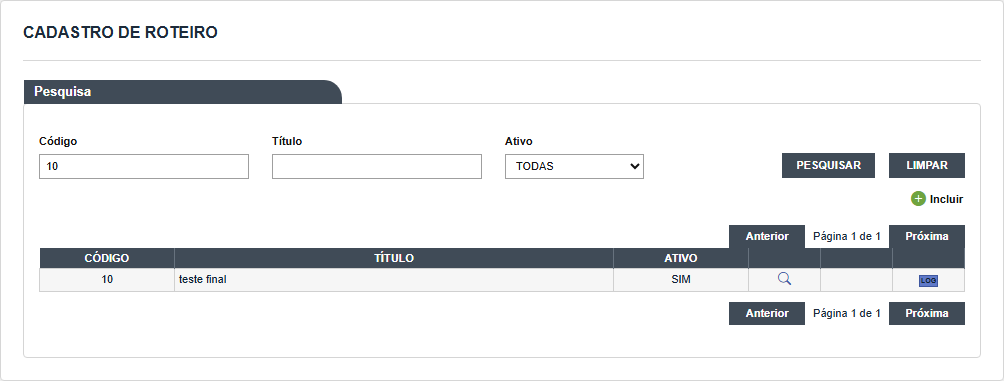 CADASTRO DE ROTEIRO
Pesquisa
Código Título Ativo
10 TODAS PESQUISAR LIMPAR
Incluir
Anterior Página 1 de 1 Próxima
CÓDIGO TÍTULO ATIVO
10 teste final SIM LOG
Anterior Página 1 de 1 Próxima